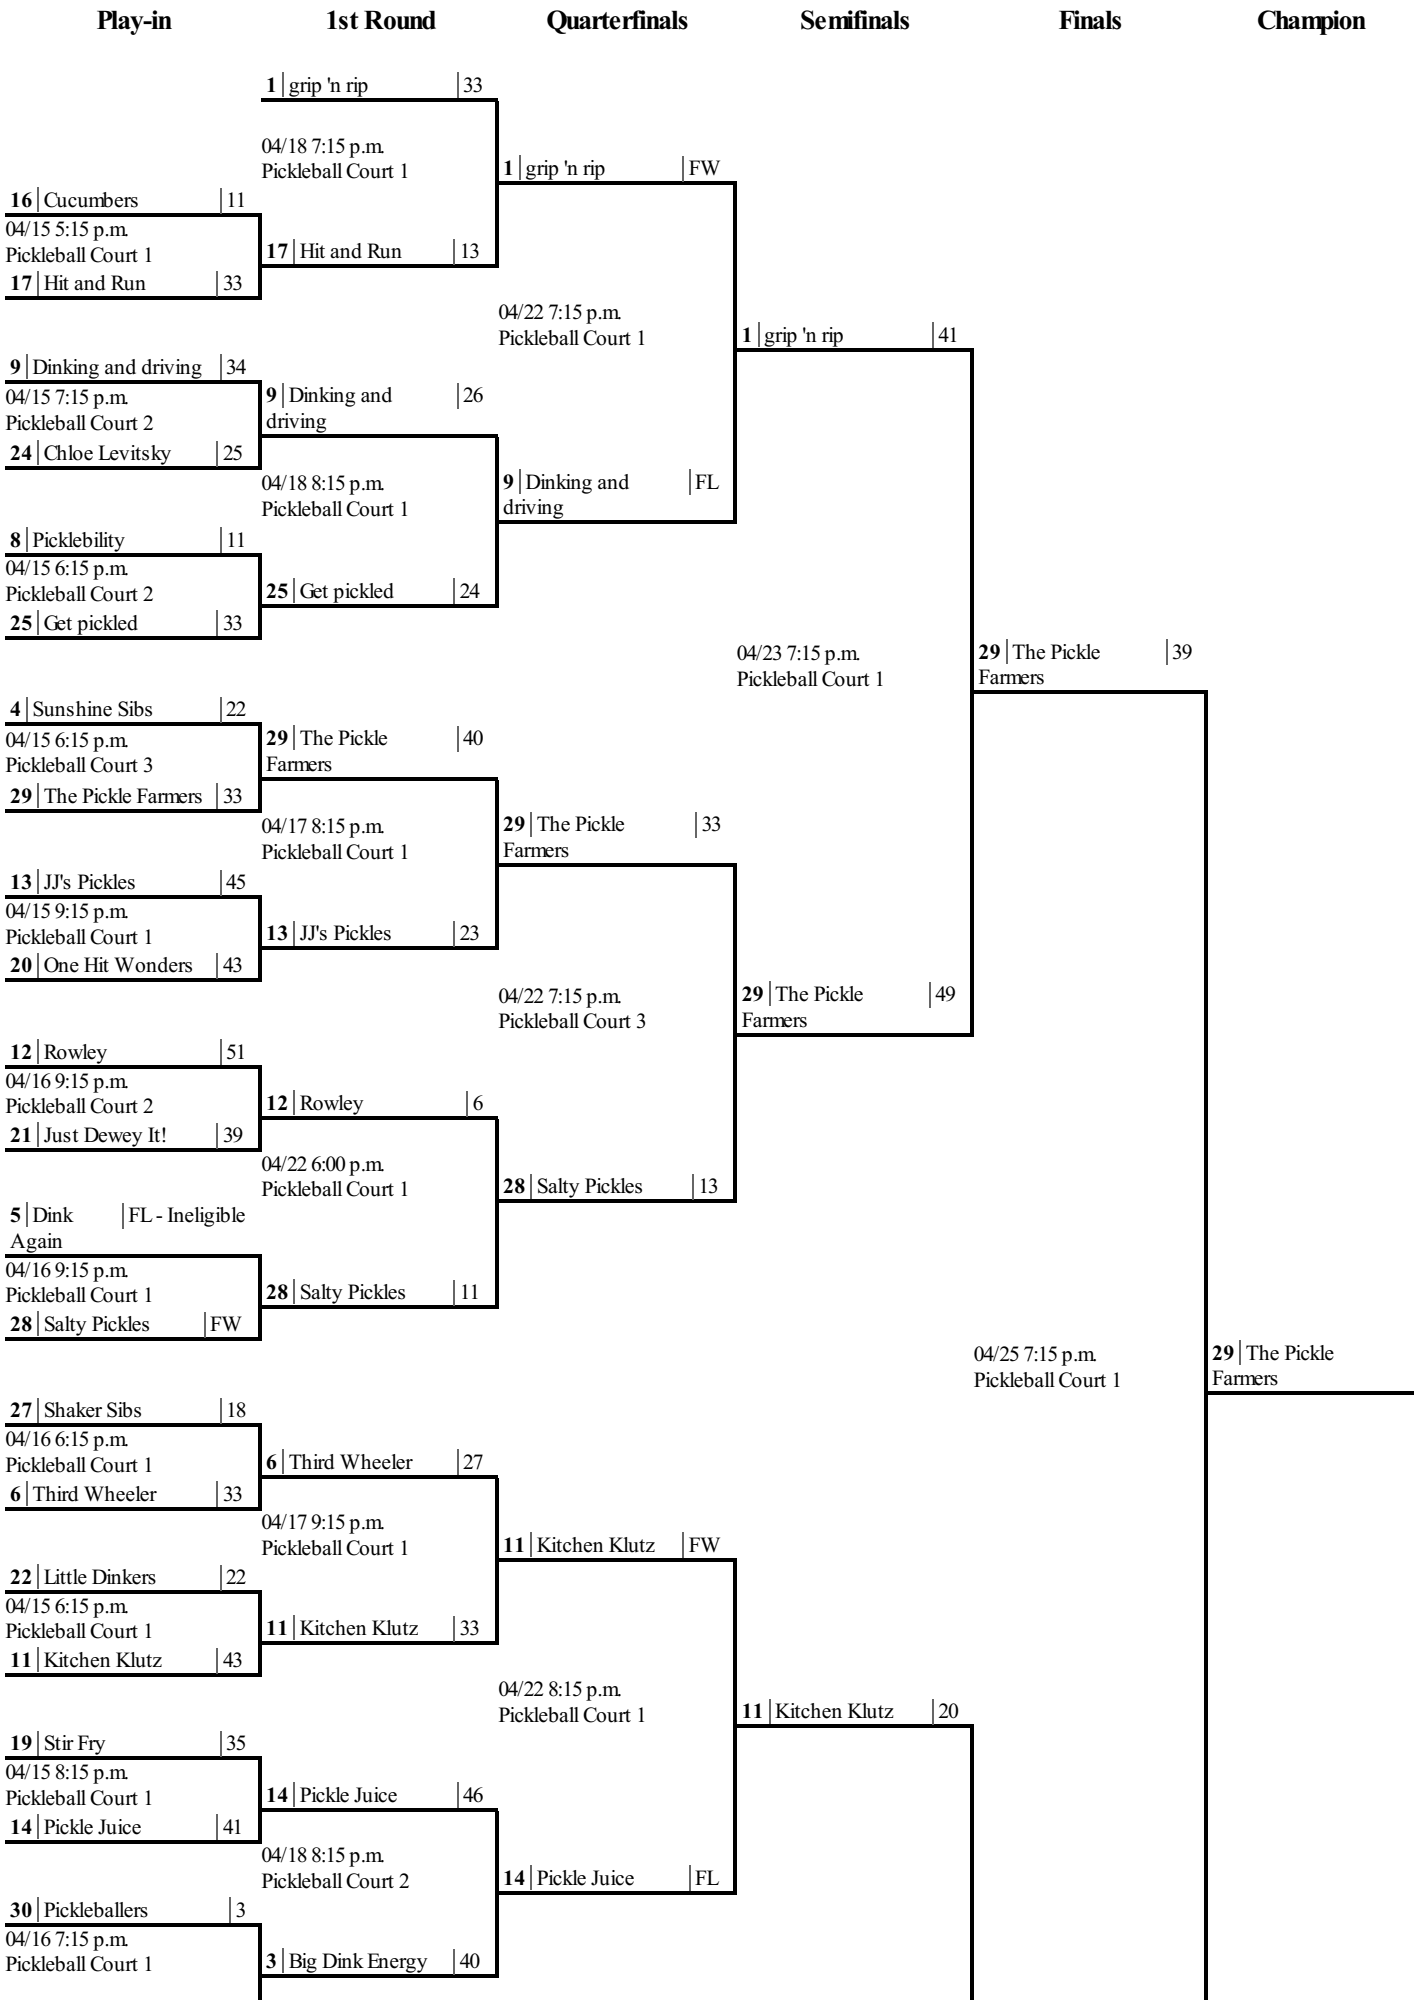 Play-in 1st Round Quarterfinals Semifinals Finals Champion
1 grip 'n rip 33
04/18 7:15 p.m.
Pickleball Court 1
1 grip 'n rip FW
16 Cucumbers 11
04/15 5:15 p.m.
Pickleball Court 1
17 Hit and Run 13
17 Hit and Run 33
04/22 7:15 p.m.
Pickleball Court 1
1 grip 'n rip 41
9 Dinking and driving 34
04/15 7:15 p.m.
Pickleball Court 2
9 Dinking and 26
driving
24 Chloe Levitsky 25
04/18 8:15 p.m.
Pickleball Court 1
9 Dinking and FL
driving
8 Picklebility 11
04/15 6:15 p.m.
Pickleball Court 2
25 Get pickled 24
25 Get pickled 33
04/23 7:15 p.m.
Pickleball Court 1
29 The Pickle 39
Farmers
4 Sunshine Sibs 22
04/15 6:15 p.m.
Pickleball Court 3
29 The Pickle 40
Farmers
29 The Pickle Farmers 33
04/17 8:15 p.m.
Pickleball Court 1
29 The Pickle 33
Farmers
13 JJ's Pickles 45
04/15 9:15 p.m.
Pickleball Court 1
13 JJ's Pickles 23
20 One Hit Wonders 43
04/22 7:15 p.m.
Pickleball Court 3
29 The Pickle 49
Farmers
12 Rowley 51
04/16 9:15 p.m.
Pickleball Court 2
12 Rowley 6
21 Just Dewey It! 39
04/22 6:00 p.m.
Pickleball Court 1
28 Salty Pickles 13
5 Dink FL - Ineligible
Again
04/16 9:15 p.m.
Pickleball Court 1
28 Salty Pickles 11
28 Salty Pickles FW
04/25 7:15 p.m.
Pickleball Court 1
29 The Pickle
Farmers
27 Shaker Sibs 18
04/16 6:15 p.m.
Pickleball Court 1
6 Third Wheeler 27
6 Third Wheeler 33
04/17 9:15 p.m.
Pickleball Court 1
11 Kitchen Klutz FW
22 Little Dinkers 22
04/15 6:15 p.m.
Pickleball Court 1
11 Kitchen Klutz 33
11 Kitchen Klutz 43
04/22 8:15 p.m.
Pickleball Court 1
11 Kitchen Klutz 20
19 Stir Fry 35
04/15 8:15 p.m.
Pickleball Court 1
14 Pickle Juice 46
14 Pickle Juice 41
04/18 8:15 p.m.
Pickleball Court 2
14 Pickle Juice FL
30 Pickleballers 3
04/16 7:15 p.m.
Pickleball Court 1
3 Big Dink Energy 40